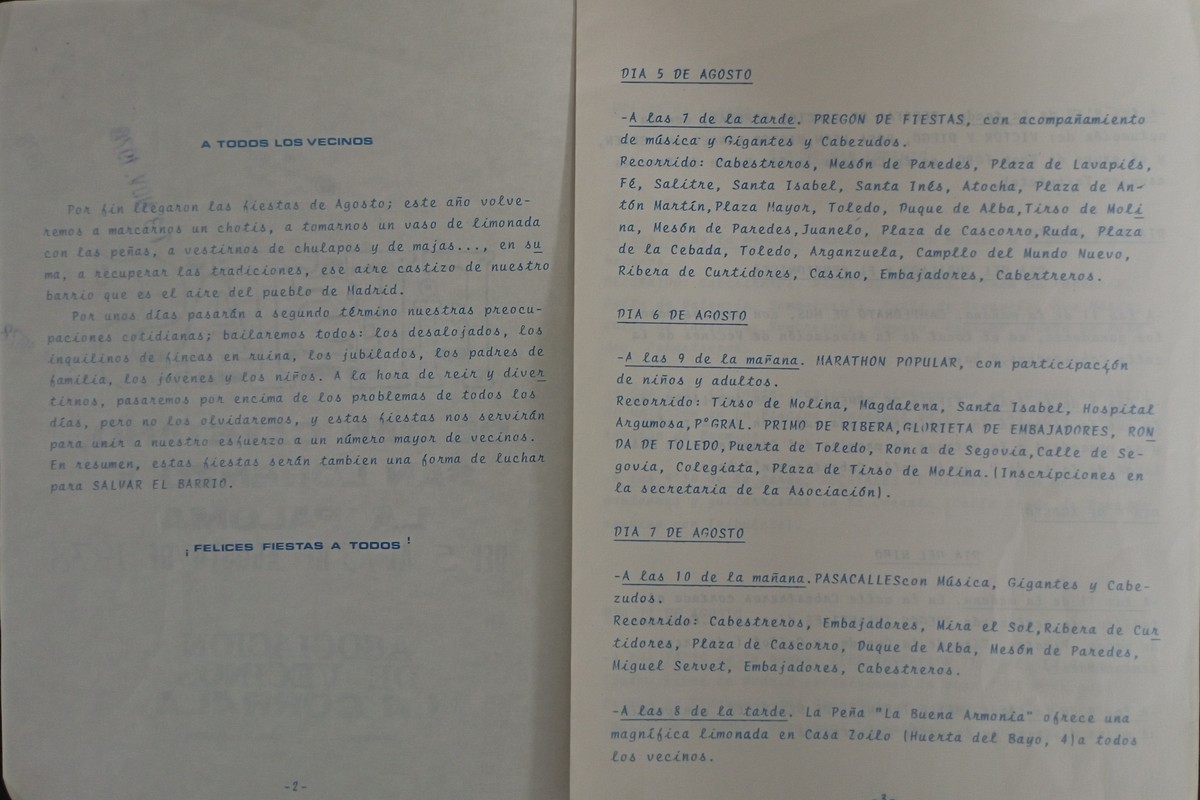 A TODOS LOS VECINOS
Por fin llegaron las fiestas de Agosto; este año volve-
remos a marcarnos un chotis, a tomarnos un vaso de limonada
con las peñas, a vestirnos de chulapos y de majas..., en su
ma, a recuperar las tradiciones, ese aire castizo de nuestro
barrio que es el aire del pueblo de Madrid.
Por unos días pasarán a segundo término nuestras preocu-
paciones cotidianas; bailaremos todos: los desalojados, los
inquilinos de fincas en ruina, los jubilados, los padres de
familia, los jóvenes y los niños. A la hora de reir y diver
tirnos, pasaremos por encima de los problemas de todos los
días, pero no los olvidaremos, y estas fiestas nos servirán
para unir a nuestro esfuerzo a un número mayor de vecinos.
En resumen, estas fiestas serán tambien una forma de luchar
para SALVAR EL BARRIO.
¡FELICES FIESTAS A TODOS!
-2-
DIA 5 DE AGOSTO
-A las 7 de la tarde. PREGON DE FIESTAS, con acompañamiento
de música y Gigantes y Cabezudos.
Recorrido: Cabestreros, Mesón de Paredes, Plaza de Lavapiés,
Fé, Salitre, Santa Isabel, Santa Inés, Atocha, Plaza de An-
tón Martín,Plaza Mayor, Toledo, Duque de Alba,Tirso de Moli
na, Mesón de Paredes,Juanelo, Plaza de Cascorro,Ruda, Plaza
de la Cebada, Toledo, Arganzuela, Campllo del Mundo Nuevo,
Ribera de Curtidores, Casino, Embajadores, Cabertreros.
DIA 6 DE AGOSTO
-A las 9 de la mañana. MARATHON POPULAR, con participación
de niños y adultos.
Recorrido: Tirso de Molina, Magdalena, Santa Isabel, Hospital
Argumosa,PºGRAL. PRIMO DE RIBERA,GLORIETA DE EMBAJADORES, RON
DA DE TOLEDO,Puerta de Toledo, Ronca de Segovia,Calle de Se-
govia, Colegiata, Plaza de Tirso de Molina.(Inscripciones en
la secretaria de la Asociación).
DIA 7 DE AGOSTO
-A las 10 de la mañana.PASACALLEScon Música, Gigantes y Cabe-
zudos.
Recorrido: Cabestreros, Embajadores, Mira el Sol,Ribera de Cur
tidores, Plaza de Cascorro, Duque de Alba, Mesón de Paredes,
Miguel Servet, Embajadores, Cabestreros.
-A las 8 de la tarde. La Peña "La Buena Armonía" ofrece una
magnífica limonada en Casa Zoilo (Huerta del Bayo, 4)a todos
los vecinos.